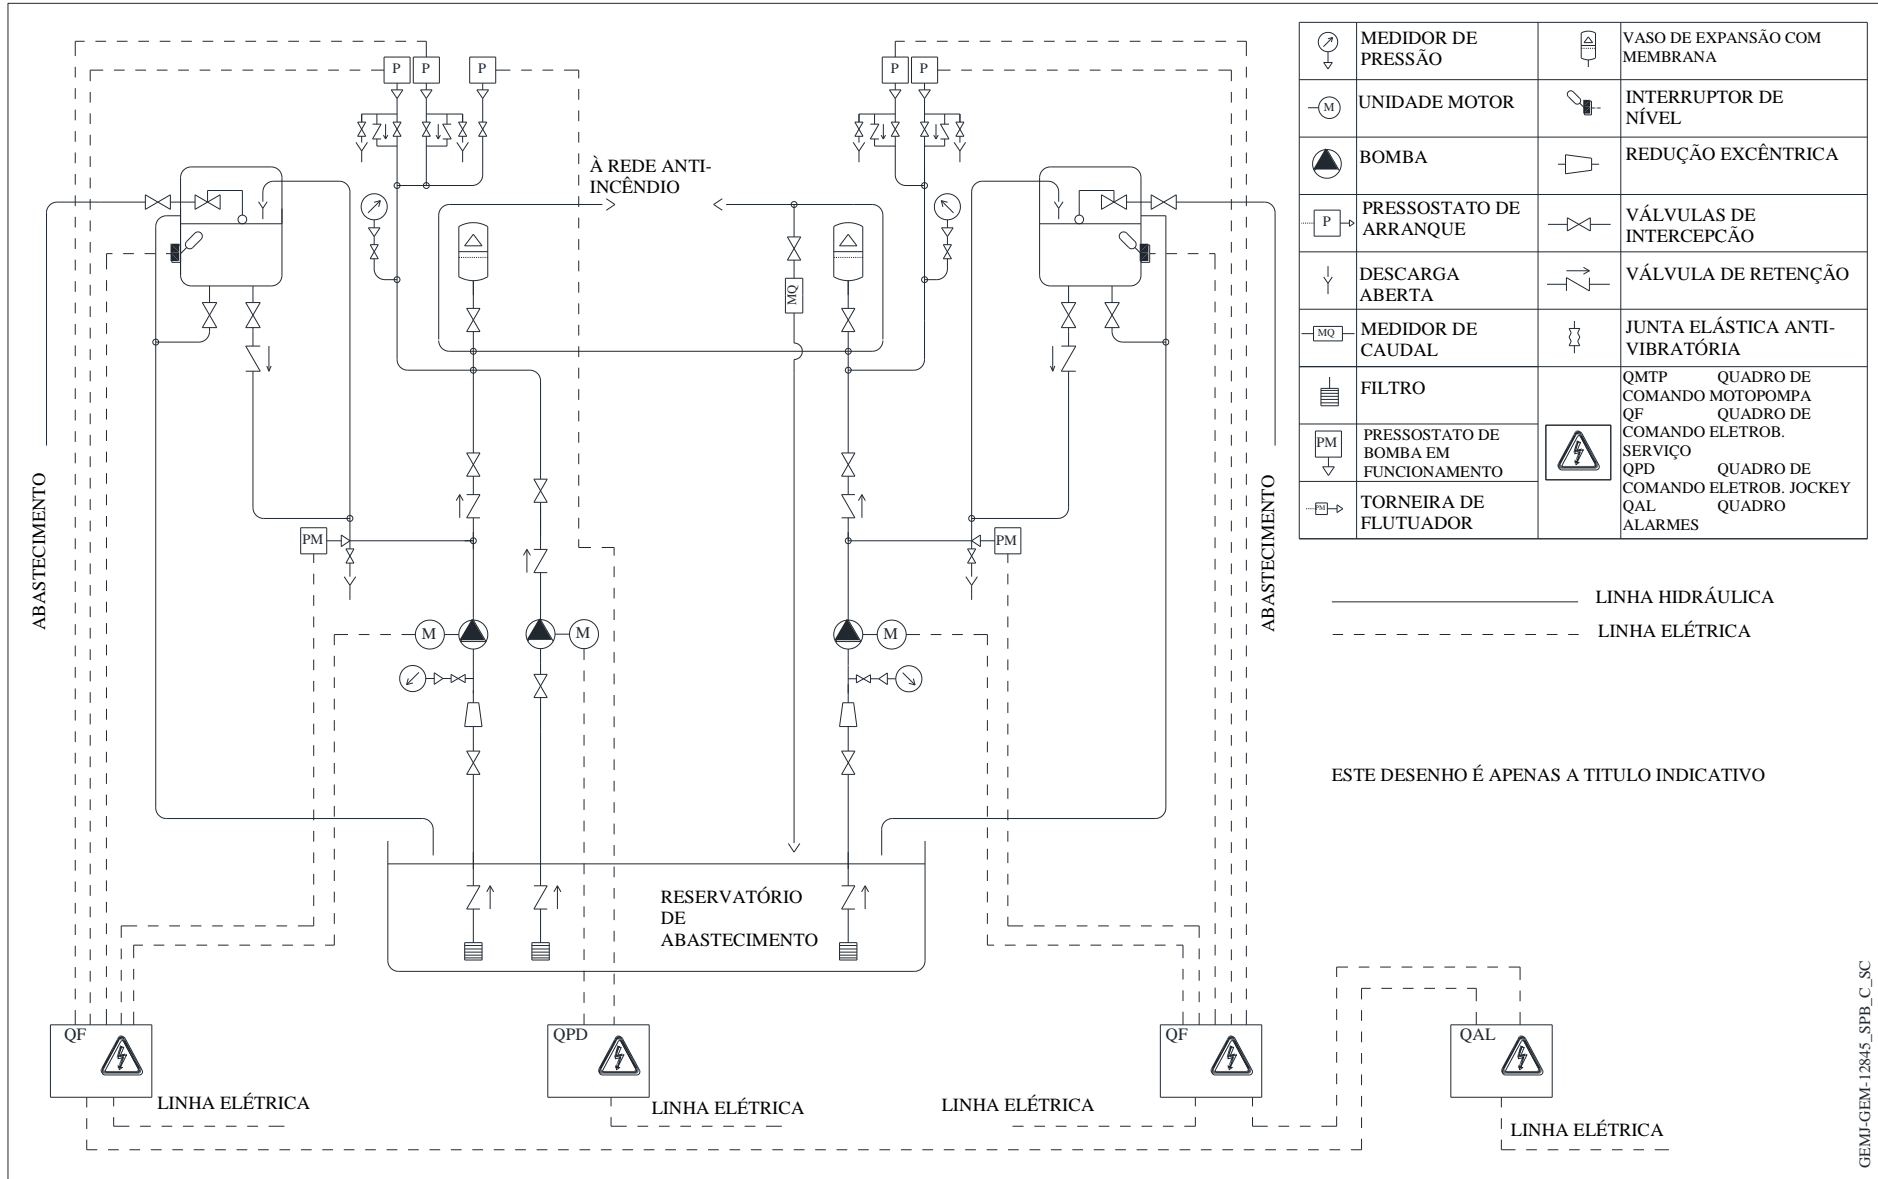 P
P
P
P
P
À REDE ANTI-
INCÊNDIO
MQ
ABASTECIMENTO
ABASTECIMENTO
PM
PM
M
M
M
RESERVATÓRIO
DE
ABASTECIMENTO
QF
QPD
QF
QAL
LINHA ELÉTRICA
LINHA ELÉTRICA
LINHA ELÉTRICA
LINHA ELÉTRICA
MEDIDOR DE
PRESSÃO
VASO DE EXPANSÃO COM
MEMBRANA
M
UNIDADE MOTOR
INTERRUPTOR DE
NÍVEL
BOMBA
REDUÇÃO EXCÊNTRICA
P
PRESSOSTATO DE
ARRANQUE
VÁLVULAS DE
INTERCEPCÃO
DESCARGA
ABERTA
VÁLVULA DE RETENÇÃO
MQ
MEDIDOR DE
CAUDAL
JUNTA ELÁSTICA ANTI-
VIBRATÓRIA
FILTRO
PM
PRESSOSTATO DE
BOMBA EM
FUNCIONAMENTO
PM
TORNEIRA DE
FLUTUADOR
QMTP QUADRO DE
COMANDO MOTOPOMPA
QF QUADRO DE
COMANDO ELETROB.
SERVIÇO
QPD QUADRO DE
COMANDO ELETROB. JOCKEY
QAL QUADRO
ALARMES
LINHA HIDRÁULICA
LINHA ELÉTRICA
ESTE DESENHO É APENAS A TITULO INDICATIVO
GEMJ-GEM-12845_SPB_C_SC